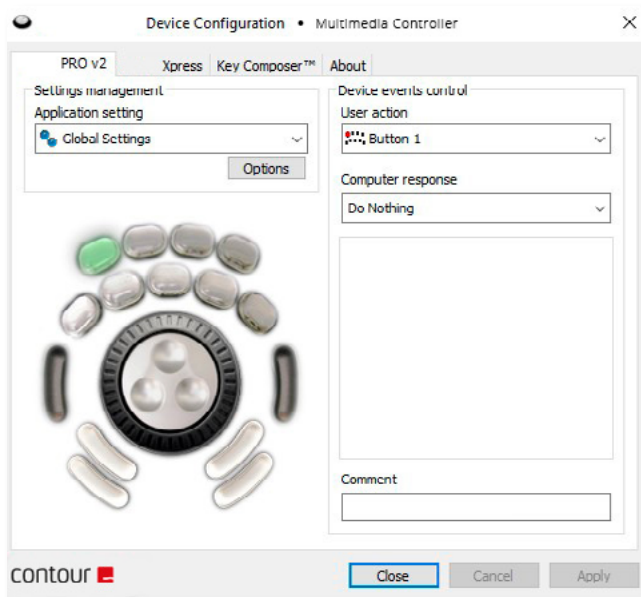 Device Configuration • Multimedia Controller
PRO v2 Xpress Key Composer™ About
Settings management
Application setting
Global Settings
Options
Device events control
User action
Button 1
Computer response
Do Nothing
Comment
contour
Close Cancel Apply